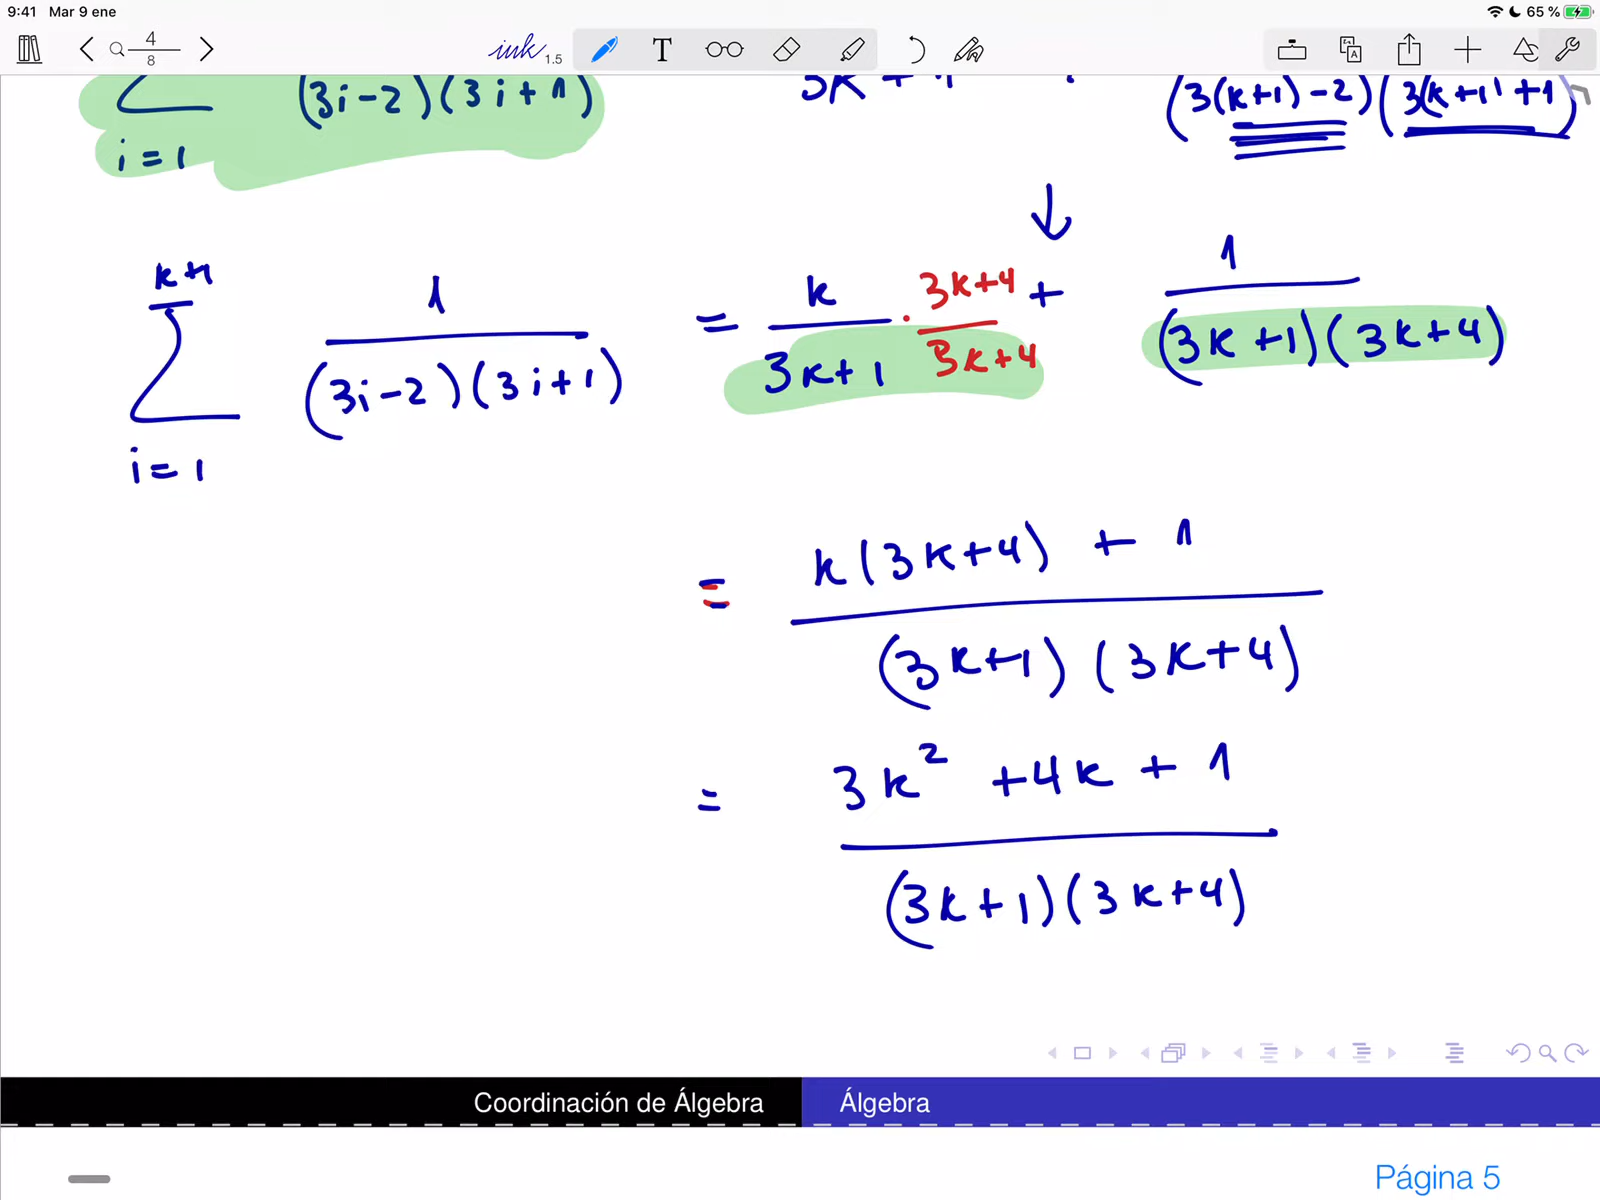 9:41 Mar 9 ene 65 %
4
8
ink 1.5 T
(3i-2)(3i+1)
i=1
(3(k+1)-2)(3(k+1)+1)
k+1
∑ 1/((3i-2)(3i+1)) = k/(3k+1) · (3k+4)/(3k+4) + 1/((3k+1)(3k+4))
i=1
= (k(3k+4) + 1)/((3k+1)(3k+4))
= (3k² +4k + 1)/((3k+1)(3k+4))
Coordinación de Álgebra Álgebra
Página 5